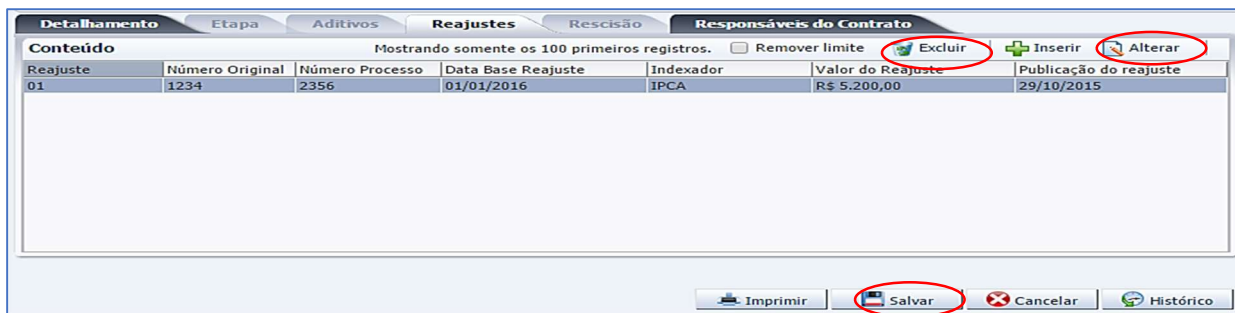 Detalhamento Etapa Aditivos Reajustes Rescisão Responsáveis do Contrato
Conteúdo Mostrando somente os 100 primeiros registros. Remover limite Excluir Inserir Alterar
Reajuste Número Original Número Processo Data Base Reajuste Indexador Valor do Reajuste Publicação do reajuste
01 1234 2356 01/01/2016 IPCA R$ 5.200,00 29/10/2015
Imprimir Salvar Cancelar Histórico